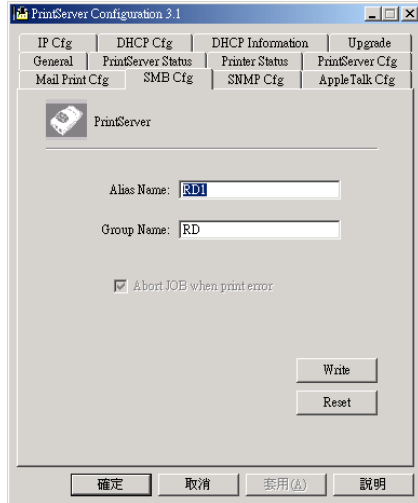 PrintServer Configuration 3.1
IP Cfg DHCP Cfg DHCP Information Upgrade
General PrintServer Status Printer Status PrintServer Cfg
Mail Print Cfg SMB Cfg SNMP Cfg AppleTalk Cfg
PrintServer
Alias Name: RD1
Group Name: RD
Abort JOB when print error
Write
Reset
確定 取消 套用(A) 說明